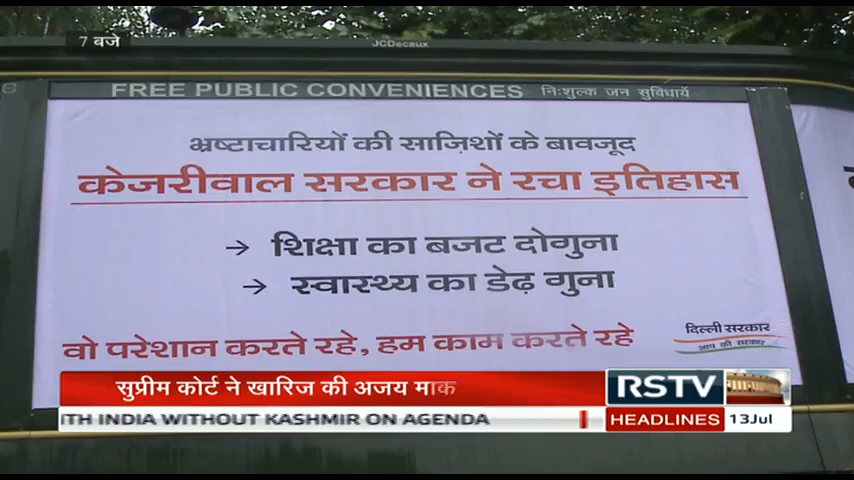 7 बजे
JCDecaux
FREE PUBLIC CONVENIENCES नि:शुल्क जन सुविधायें
भ्रष्टाचारियों की साज़िशों के बावजूद
केजरीवाल सरकार ने रचा इतिहास
→ शिक्षा का बजट दोगुना
→ स्वास्थ्य का डेढ़ गुना
वो परेशान करते रहे, हम काम करते रहे
दिल्ली सरकार
आप की सरकार
सुप्रीम कोर्ट ने खारिज की अजय माक
RSTV
ITH INDIA WITHOUT KASHMIR ON AGENDA
HEADLINES
13Jul